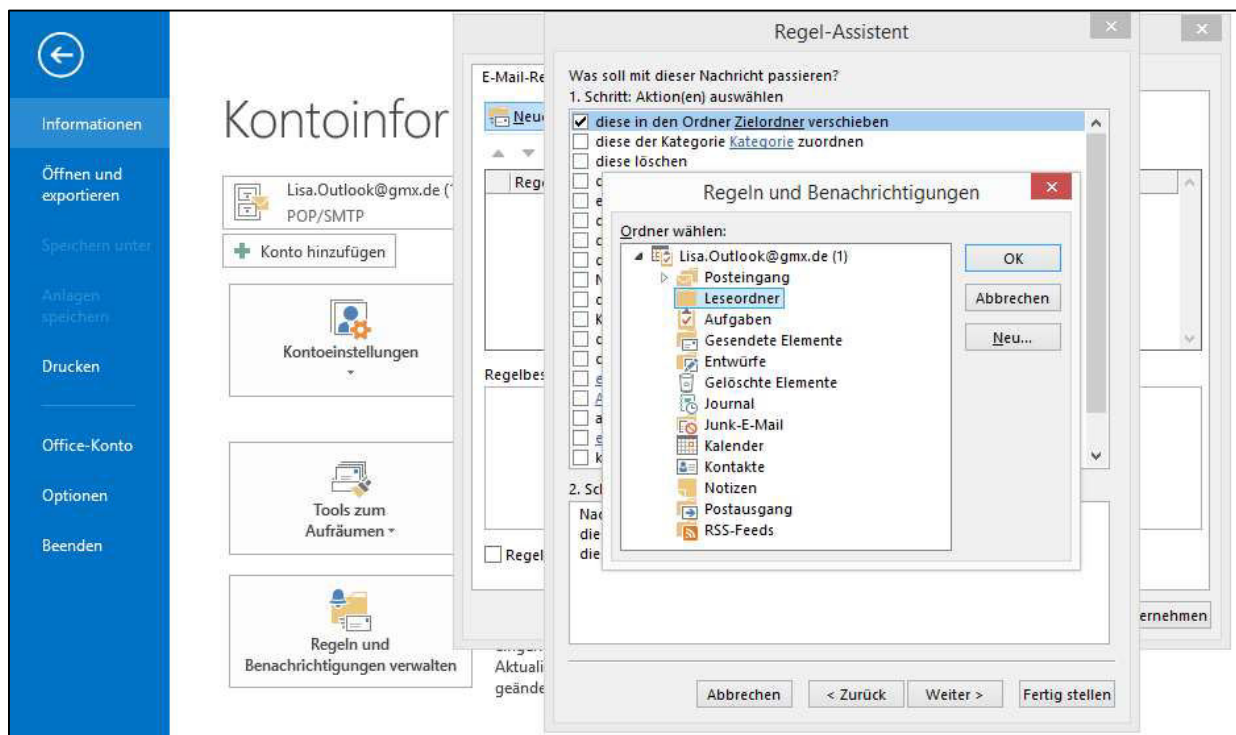 Informationen
Öffnen und
exportieren
Speichern unter
Anlagen
speichern
Drucken
Office-Konto
Optionen
Beenden
Kontoinfor
Lisa.Outlook@gmx.de
POP/SMTP
Konto hinzufügen
Kontoeinstellungen
Tools zum
Aufräumen
Regeln und
Benachrichtigungen verwalten
Aktuali
geände
E-Mail-Re
Neu
Reg
Regelbes
Regel
ernehmen
Regel-Assistent
Was soll mit dieser Nachricht passieren?
1. Schritt: Aktion(en) auswählen
diese in den Ordner Zielordner verschieben
diese der Kategorie Kategorie zuordnen
diese löschen
2. Sch
Nac
die
die
Abbrechen
< Zurück
Weiter >
Fertig stellen
Regeln und Benachrichtigungen
Ordner wählen:
Lisa.Outlook@gmx.de (1)
Posteingang
Leseordner
Aufgaben
Gesendete Elemente
Entwürfe
Gelöschte Elemente
Journal
Junk-E-Mail
Kalender
Kontakte
Notizen
Postausgang
RSS-Feeds
OK
Abbrechen
Neu...